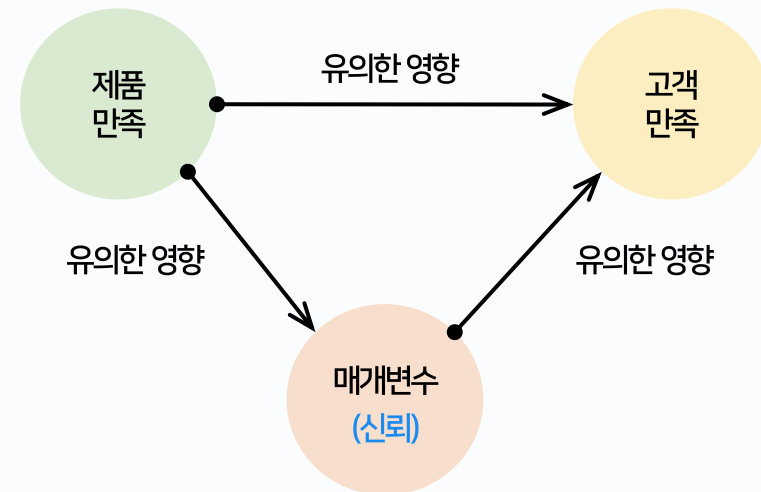 제품
만족
유의한 영향
고객
만족
유의한 영향
유의한 영향
매개변수
(신뢰)